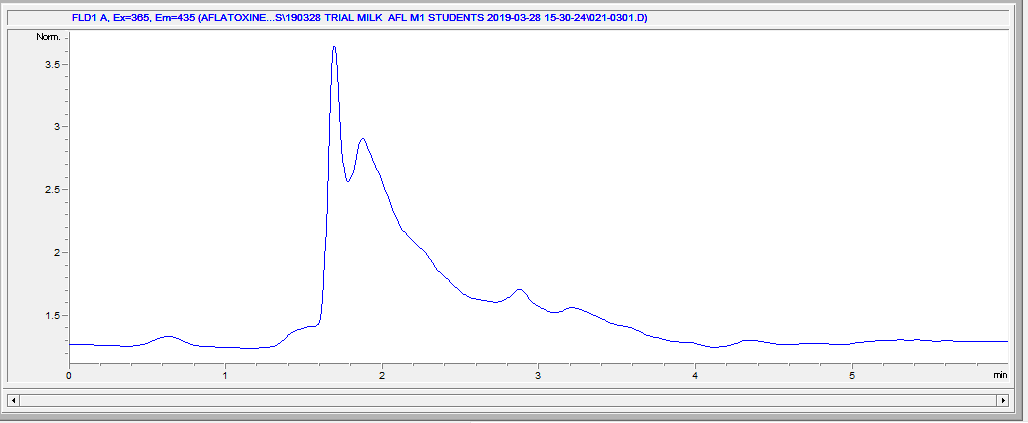 FLD1 A, Ex=365, Em=435 (AFLATOXINE...S\190328 TRIAL MILK  AFL M1 STUDENTS 2019-03-28 15-30-24\021-0301.D)
Norm.
3.5
3
2.5
2
1.5
0 1 2 3 4 5 min